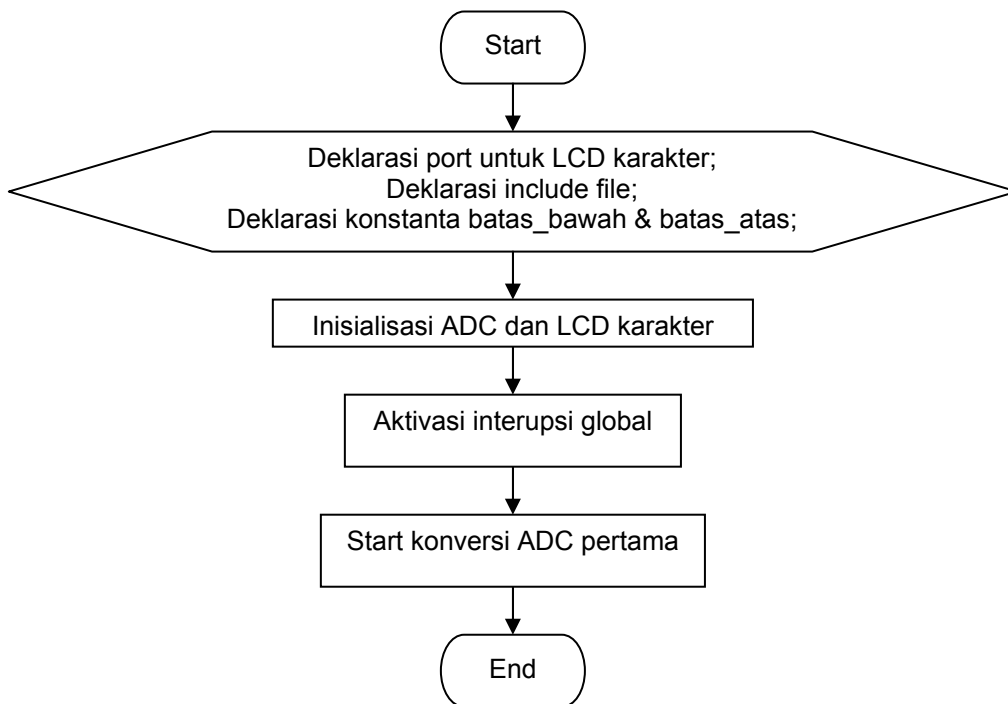 Start
Deklarasi port untuk LCD karakter;
Deklarasi include file;
Deklarasi konstanta batas_bawah & batas_atas;
Inisialisasi ADC dan LCD karakter
Aktivasi interupsi global
Start konversi ADC pertama
End